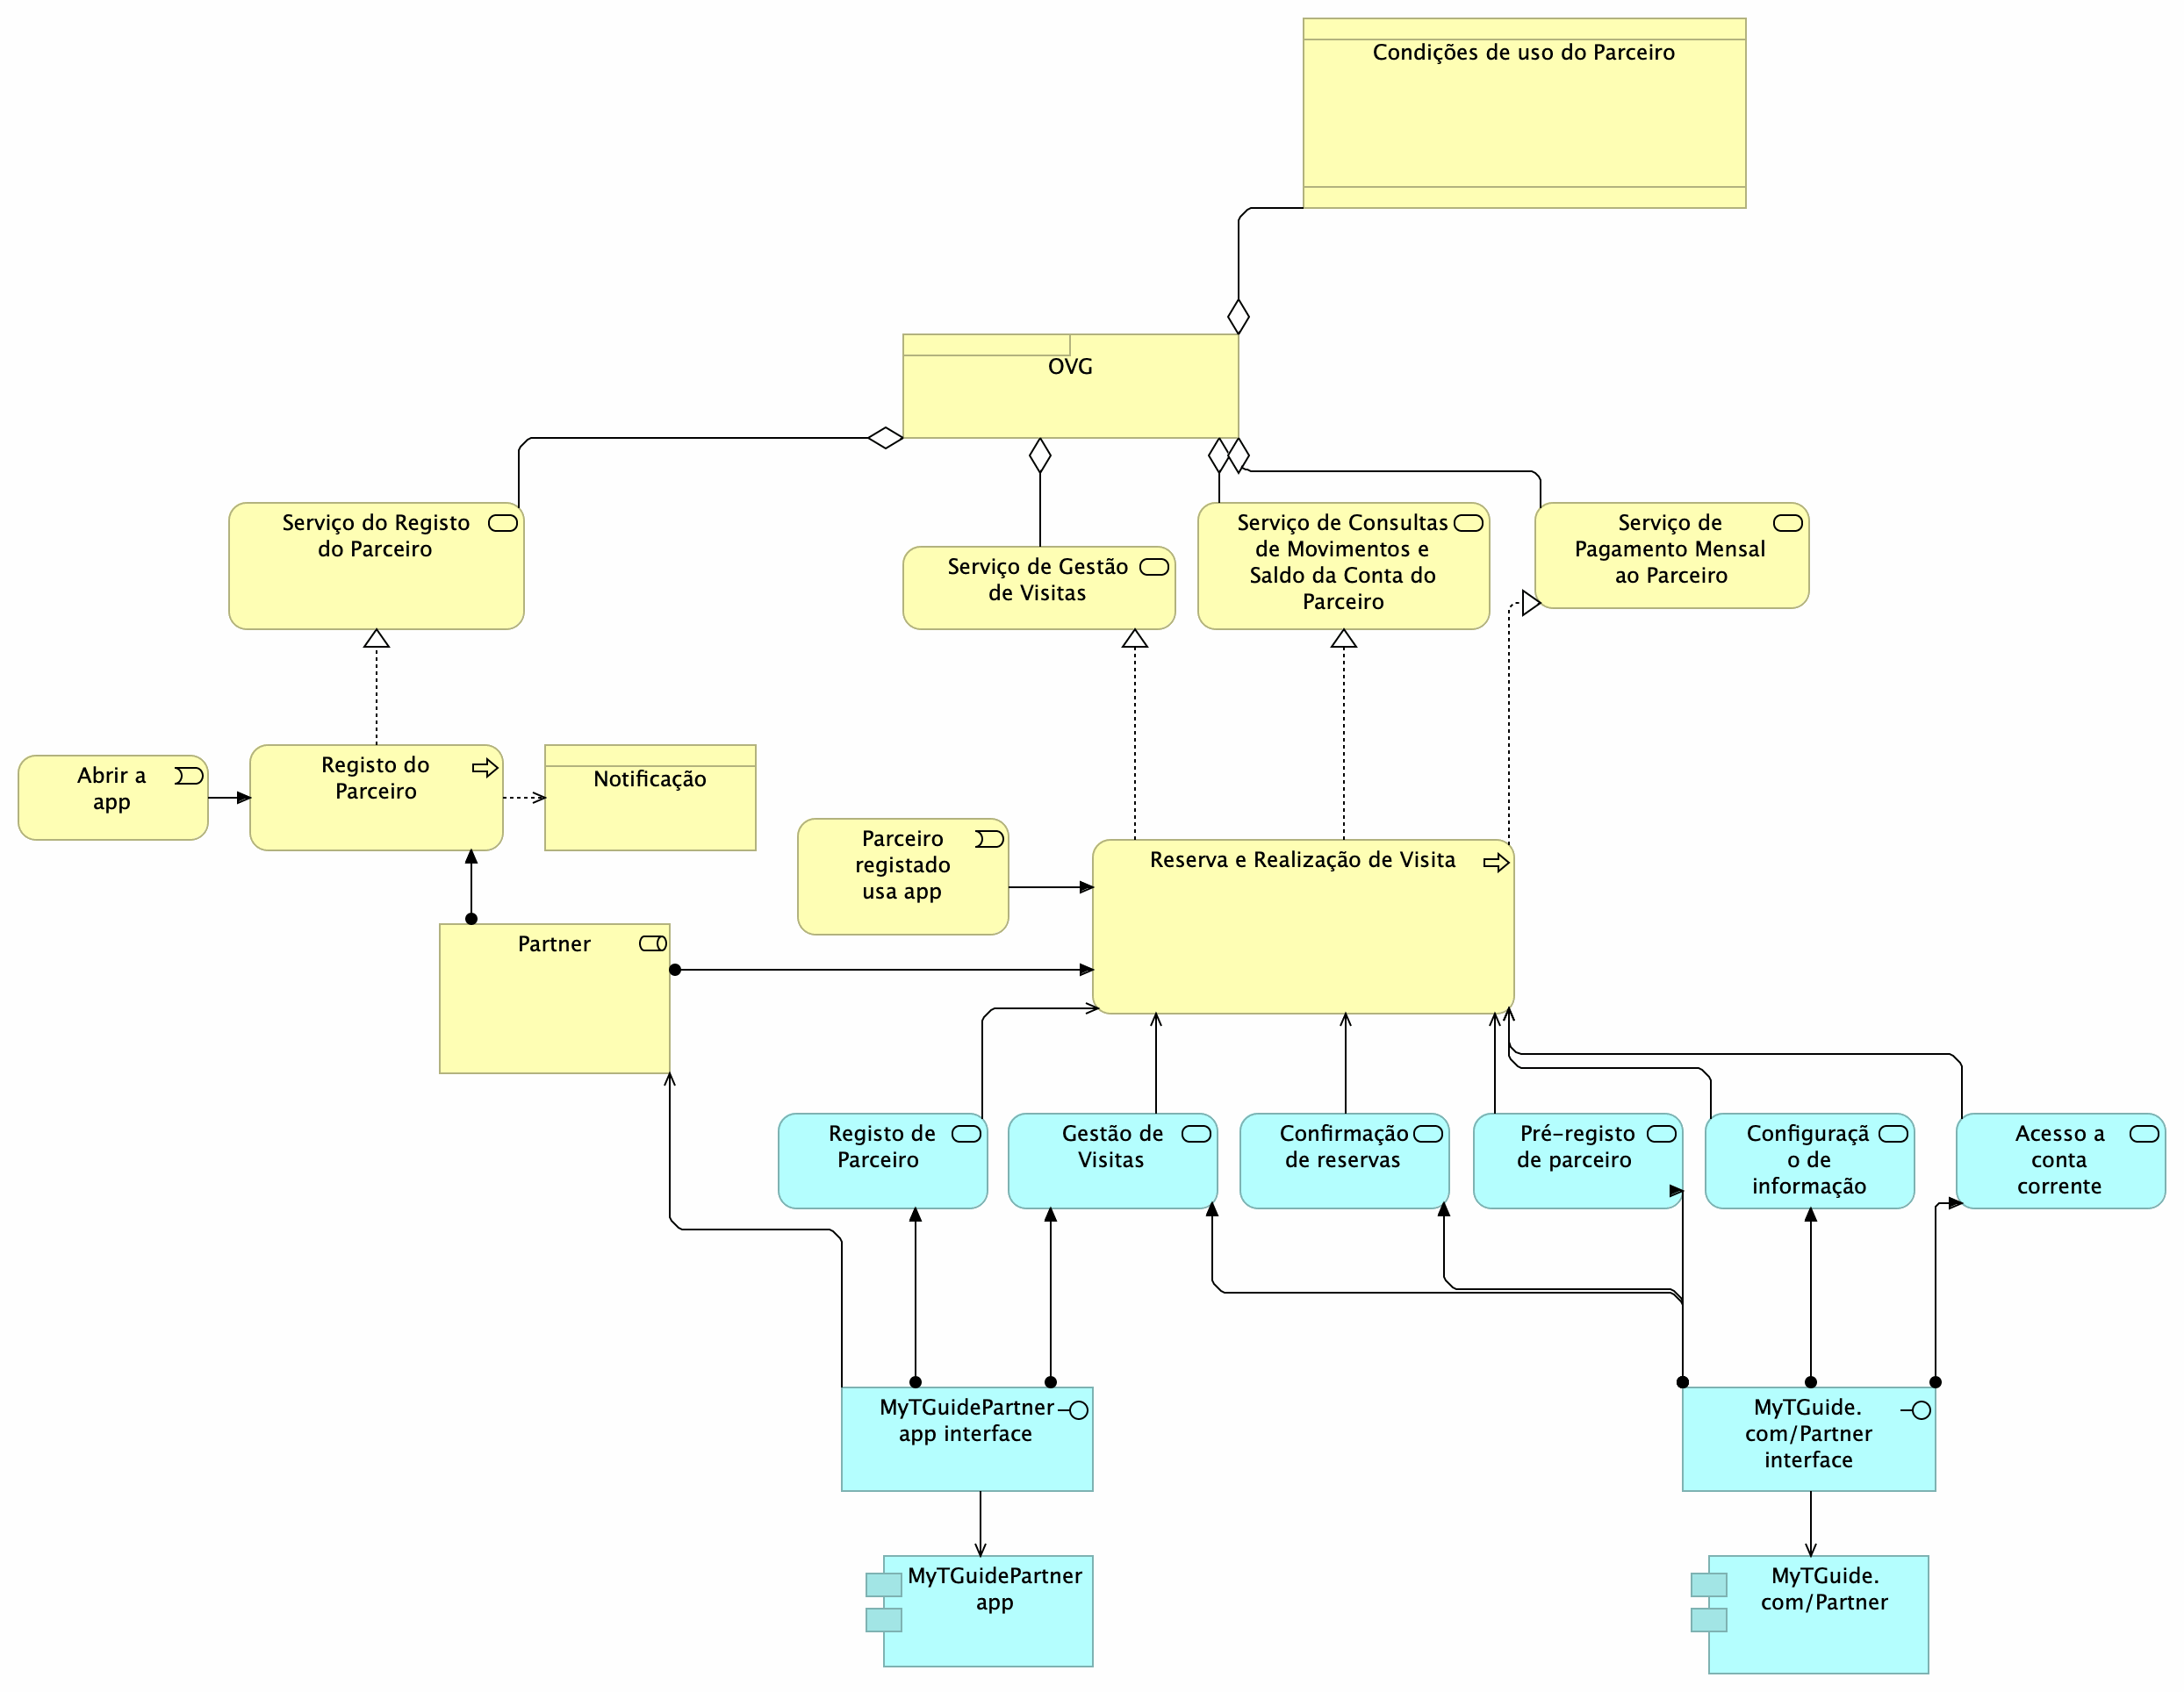 Condições de uso do Parceiro
OVG
Serviço do Registo
do Parceiro
Serviço de Gestão
de Visitas
Serviço de Consultas
de Movimentos e
Saldo da Conta do
Parceiro
Serviço de
Pagamento Mensal
ao Parceiro
Abrir a
app
Registo do
Parceiro
Notificação
Parceiro
registado
usa app
Reserva e Realização de Visita
Partner
Registo de
Parceiro
Gestão de
Visitas
Confirmação
de reservas
Pré-registo
de parceiro
Configuraçã
o de
informação
Acesso a
conta
corrente
MyTGuidePartner
app interface
MyTGuide.
com/Partner
interface
MyTGuidePartner
app
MyTGuide.
com/Partner